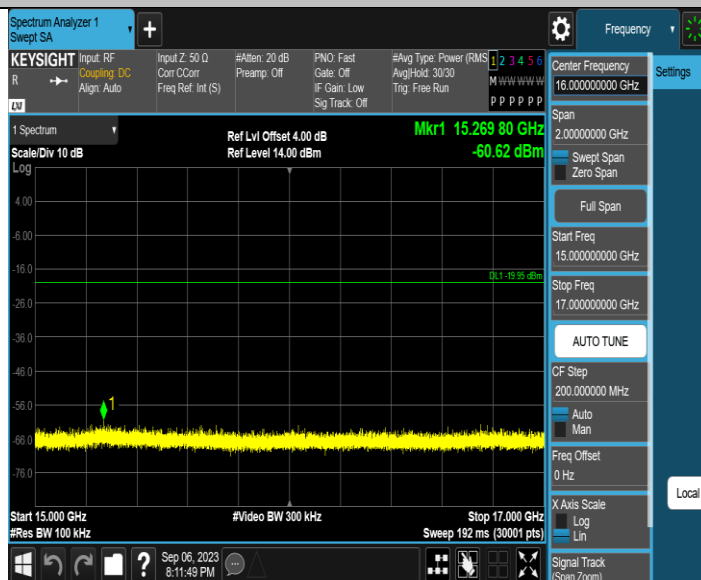 Spectrum Analyzer 1
Swept SA
+
Frequency
KEYSIGHT
R
LXI
Input: RF
Coupling: DC
Align: Auto
Input Z: 50 Ω
Corr CCorr
Freq Ref: Int (S)
#Atten: 20 dB
Preamp: Off
PNO: Fast
Gate: Off
IF Gain: Low
Sig Track: Off
#Avg Type: Power (RMS
Avg|Hold: 30/30
Trig: Free Run
1 2 3 4 5 6
M W W W W W
P P P P P P
1 Spectrum
Scale/Div 10 dB
Log
Ref Lvl Offset 4.00 dB
Ref Level 14.00 dBm
Mkr1 15.269 80 GHz
-60.62 dBm
4.00
-6.00
-16.0
-26.0
-36.0
-46.0
-56.0
-66.0
-76.0
DL1 -19.95 dBm
1
Start 15.000 GHz
#Res BW 100 kHz
#Video BW 300 kHz
Stop 17.000 GHz
Sweep 192 ms (30001 pts)
?
Sep 06, 2023
8:11:49 PM
Center Frequency
16.000000000 GHz
Span
2.00000000 GHz
Swept Span
Zero Span
Full Span
Start Freq
15.000000000 GHz
Stop Freq
17.000000000 GHz
AUTO TUNE
CF Step
200.000000 MHz
Auto
Man
Freq Offset
0 Hz
X Axis Scale
Log
Lin
Signal Track
(Span Zoom)
Settings
Local